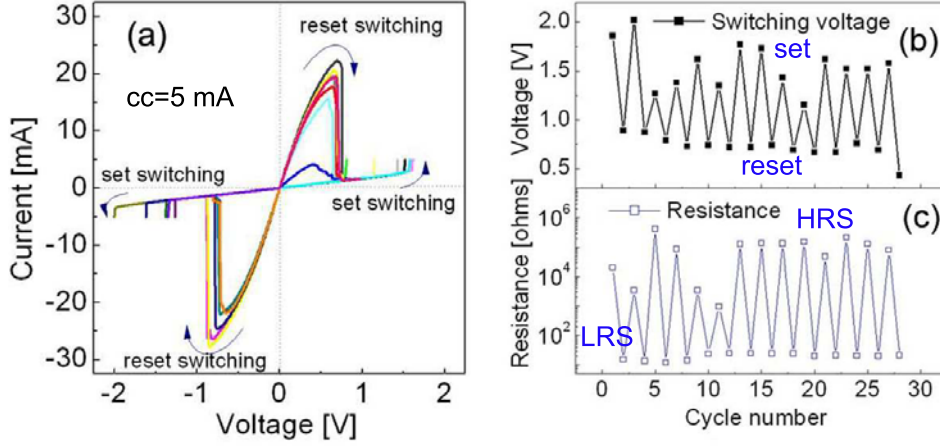 (a)
reset switching
cc=5 mA
set switching
set switching
reset switching
Current [mA]
30
20
10
0
-10
-20
-30
-2
-1
0
1
2
Voltage [V]
Switching voltage
(b)
set
reset
Voltage [V]
2.0
1.5
1.0
0.5
Resistance
(c)
HRS
LRS
Resistance [ohms]
10^6
10^4
10^2
0
5
10
15
20
25
30
Cycle number